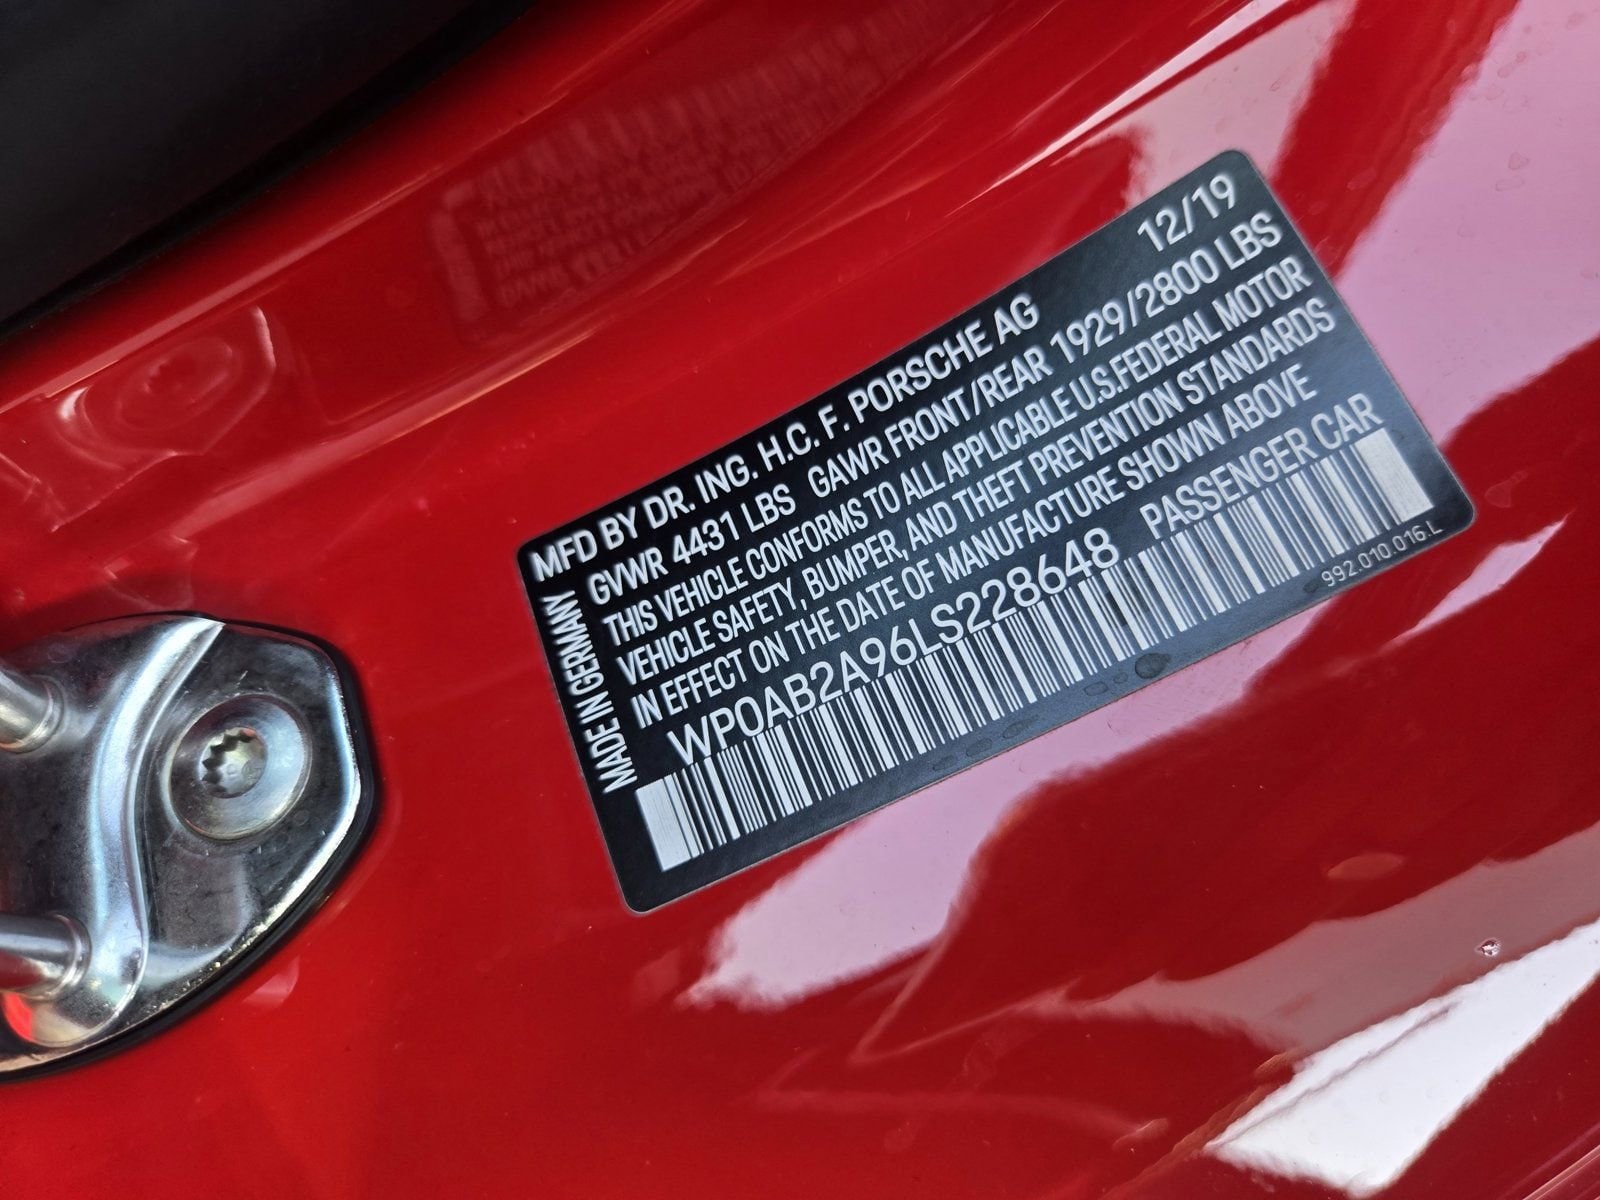 12/19
MFD BY DR. ING. H.C. F. PORSCHE AG
GVWR 4431 LBS GAWR FRONT/REAR 1929/2800 LBS
THIS VEHICLE CONFORMS TO ALL APPLICABLE U.S.FEDERAL MOTOR
VEHICLE SAFETY, BUMPER, AND THEFT PREVENTION STANDARDS
IN EFFECT ON THE DATE OF MANUFACTURE SHOWN ABOVE
WP0AB2A96LS228648 PASSENGER CAR
MADE IN GERMANY
992.010.016.L